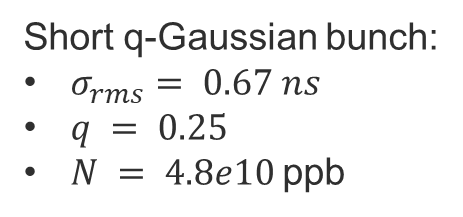 Short q-Gaussian bunch:
• σ_rms = 0.67 ns
• q = 0.25
• N = 4.8e10 ppb